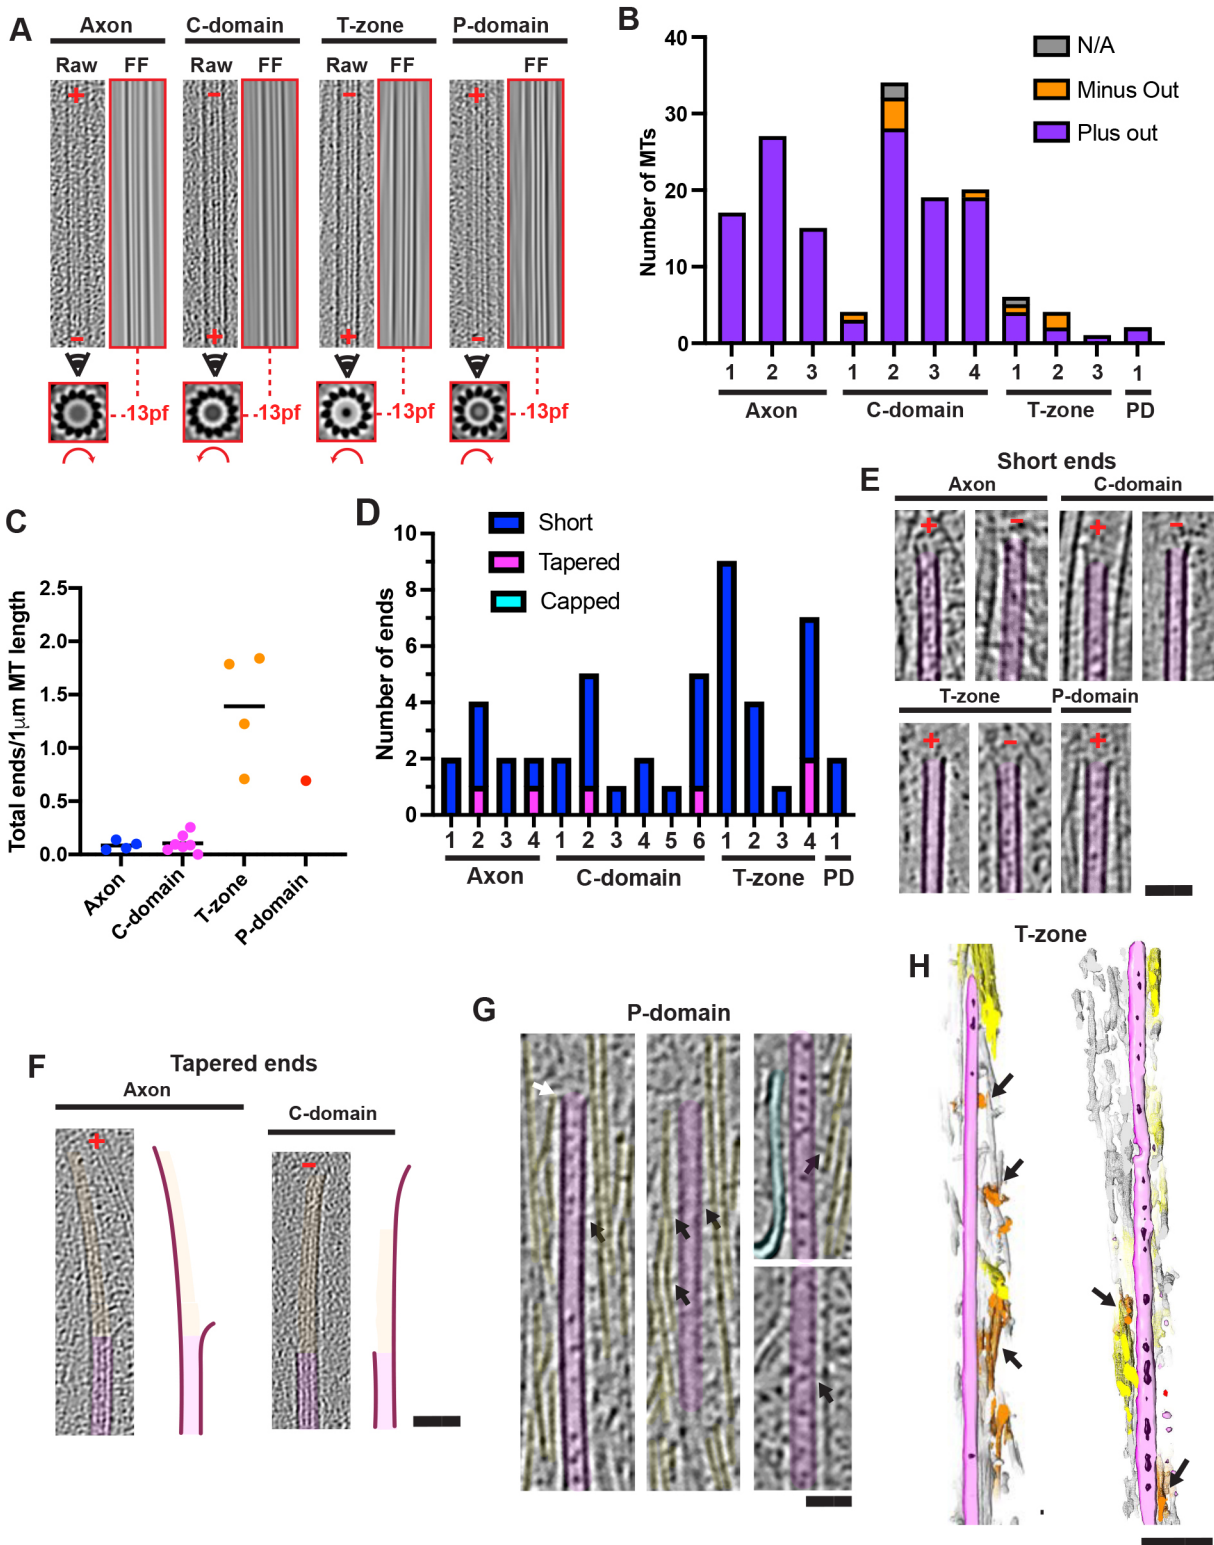 A
Axon C-domain T-zone P-domain
Raw FF Raw FF Raw FF FF
+ - - +
- + + -
13pf 13pf 13pf 13pf
B
Number of MTs
40
30
20
10
0
N/A
Minus Out
Plus out
1 2 3 1 2 3 4 1 2 3 1
Axon C-domain T-zone PD
C
Total ends/1μm MT length
2.5
2.0
1.5
1.0
0.5
0.0
Axon
C-domain
T-zone
P-domain
D
Number of ends
10
8
6
4
2
0
Short
Tapered
Capped
1 2 3 4 1 2 3 4 5 6 1 2 3 4 1
Axon C-domain T-zone PD
E
Short ends
Axon C-domain
+ - + -
T-zone P-domain
+ - +
F
Tapered ends
Axon
C-domain
+
-
G
P-domain
H
T-zone